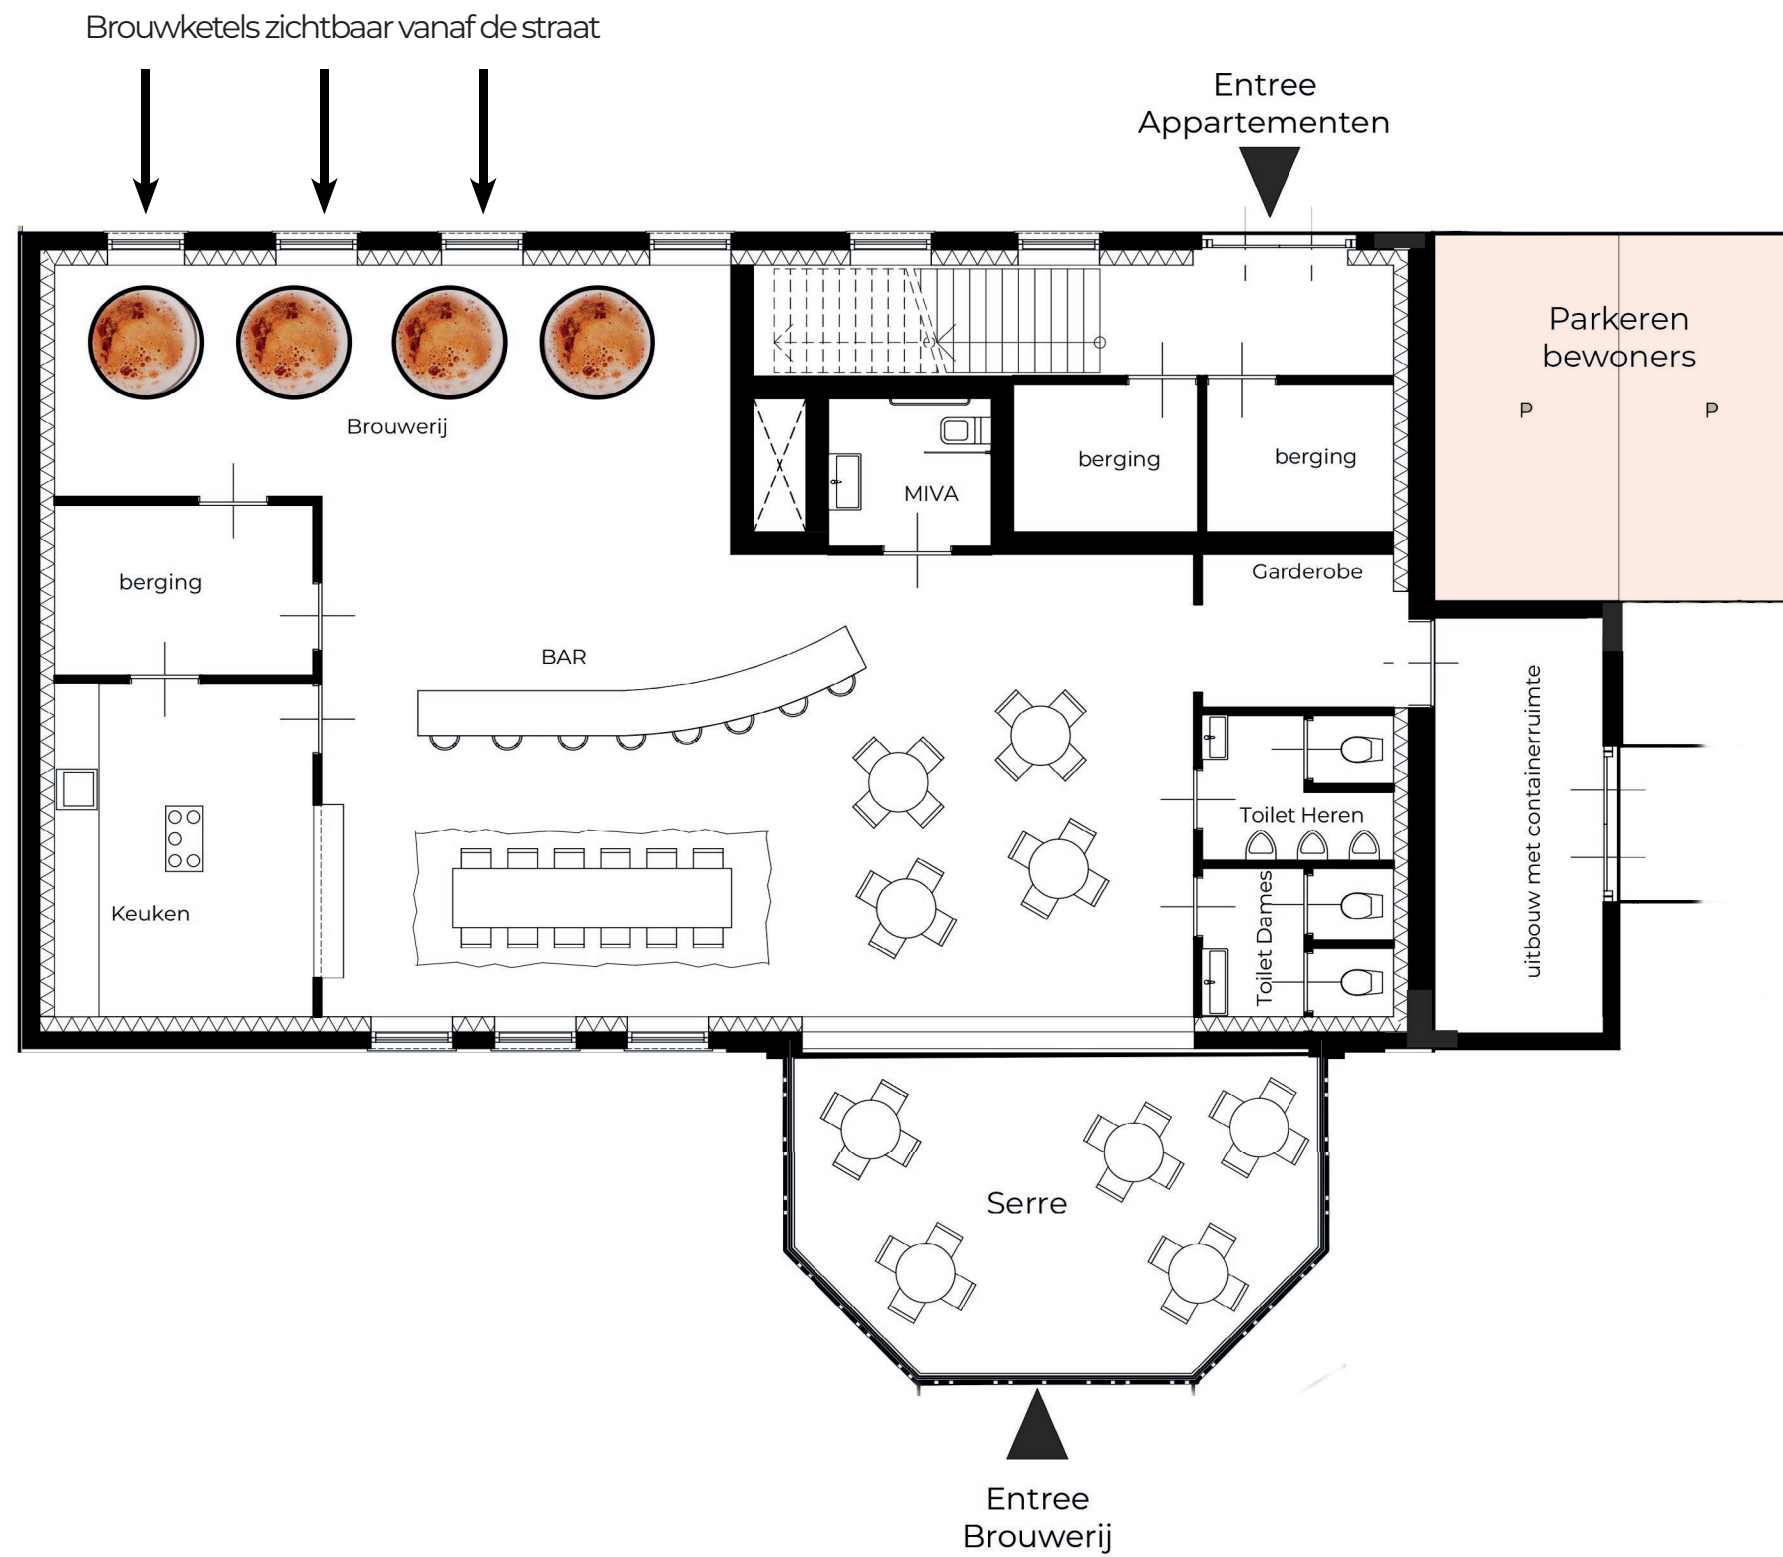 Brouwketels zichtbaar vanaf de straat
Entree
Appartementen
Parkeren
bewoners
P
P
Brouwerij
berging
berging
MIVA
Garderobe
berging
BAR
Toilet Heren
Toilet Dames
uitbouw met containerruimte
Keuken
Serre
Entree
Brouwerij